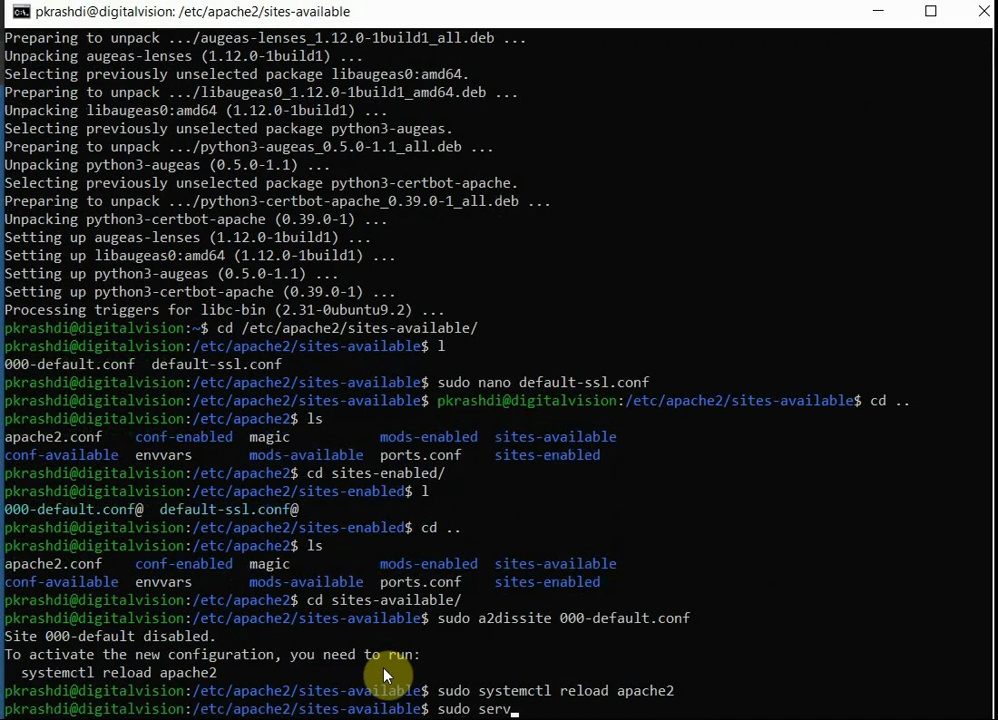 pkrashdi@digitalvision: /etc/apache2/sites-available
Preparing to unpack .../augeas-lenses_1.12.0-1build1_all.deb ...
Unpacking augeas-lenses (1.12.0-1build1) ...
Selecting previously unselected package libaugeas0:amd64.
Preparing to unpack .../libaugeas0_1.12.0-1build1_amd64.deb ...
Unpacking libaugeas0:amd64 (1.12.0-1build1) ...
Selecting previously unselected package python3-augeas.
Preparing to unpack .../python3-augeas_0.5.0-1.1_all.deb ...
Unpacking python3-augeas (0.5.0-1.1) ...
Selecting previously unselected package python3-certbot-apache.
Preparing to unpack .../python3-certbot-apache_0.39.0-1_all.deb ...
Unpacking python3-certbot-apache (0.39.0-1) ...
Setting up augeas-lenses (1.12.0-1build1) ...
Setting up libaugeas0:amd64 (1.12.0-1build1) ...
Setting up python3-augeas (0.5.0-1.1) ...
Setting up python3-certbot-apache (0.39.0-1) ...
Processing triggers for libc-bin (2.31-0ubuntu9.2) ...
pkrashdi@digitalvision:~$ cd /etc/apache2/sites-available/
pkrashdi@digitalvision:/etc/apache2/sites-available$ l
000-default.conf  default-ssl.conf
pkrashdi@digitalvision:/etc/apache2/sites-available$ sudo nano default-ssl.conf
pkrashdi@digitalvision:/etc/apache2/sites-available$ pkrashdi@digitalvision:/etc/apache2/sites-available$ cd ..
pkrashdi@digitalvision:/etc/apache2$ ls
apache2.conf    conf-enabled  magic           mods-enabled  sites-available
conf-available  envvars       mods-available  ports.conf    sites-enabled
pkrashdi@digitalvision:/etc/apache2$ cd sites-enabled/
pkrashdi@digitalvision:/etc/apache2/sites-enabled$ l
000-default.conf@  default-ssl.conf@
pkrashdi@digitalvision:/etc/apache2/sites-enabled$ cd ..
pkrashdi@digitalvision:/etc/apache2$ ls
apache2.conf    conf-enabled  magic           mods-enabled  sites-available
conf-available  envvars       mods-available  ports.conf    sites-enabled
pkrashdi@digitalvision:/etc/apache2$ cd sites-available/
pkrashdi@digitalvision:/etc/apache2/sites-available$ sudo a2dissite 000-default.conf
Site 000-default disabled.
To activate the new configuration, you need to run:
  systemctl reload apache2
pkrashdi@digitalvision:/etc/apache2/sites-available$ sudo systemctl reload apache2
pkrashdi@digitalvision:/etc/apache2/sites-available$ sudo serv